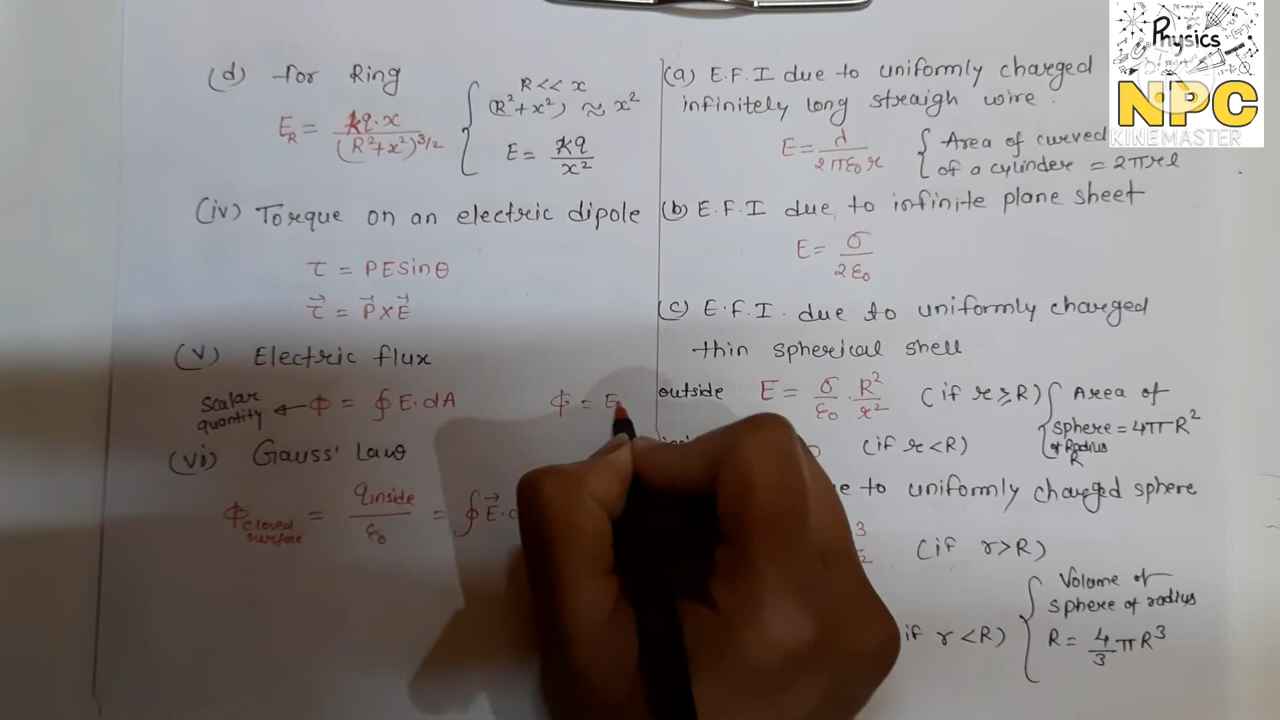 (d) for Ring
E_R = kq·x / (R²+x²)^3/2
R << x
(R²+x²) ≈ x²
E = kq / x²
(iv) Torque on an electric dipole
τ = PE sinθ
τ⃗ = P⃗ × E⃗
(v) Electric flux
Scalar quantity ← Φ = ∮ E·dA
Φ = E
(vi) Gauss' Law
Φ closed surface = q inside / ε₀ = ∮ E⃗·d
(a) E.F.I due to uniformly charged
infinitely long straigh wire.
E = λ / 2πε₀r
Area of curved
of a cylinder = 2πrl
(b) E.F.I due to infinite plane sheet
E = σ / 2ε₀
(c) E.F.I. due to uniformly charged
thin spherical shell
outside E = σ/ε₀ · R²/r² (if r ≥ R)
Area of
sphere = 4πR²
of Radius
R
(if r < R)
e to uniformly charged sphere
3
(if r > R)
Volume of
sphere of radius
R = 4/3 πR³
if r < R)
Physics
NPC
KINEMASTER